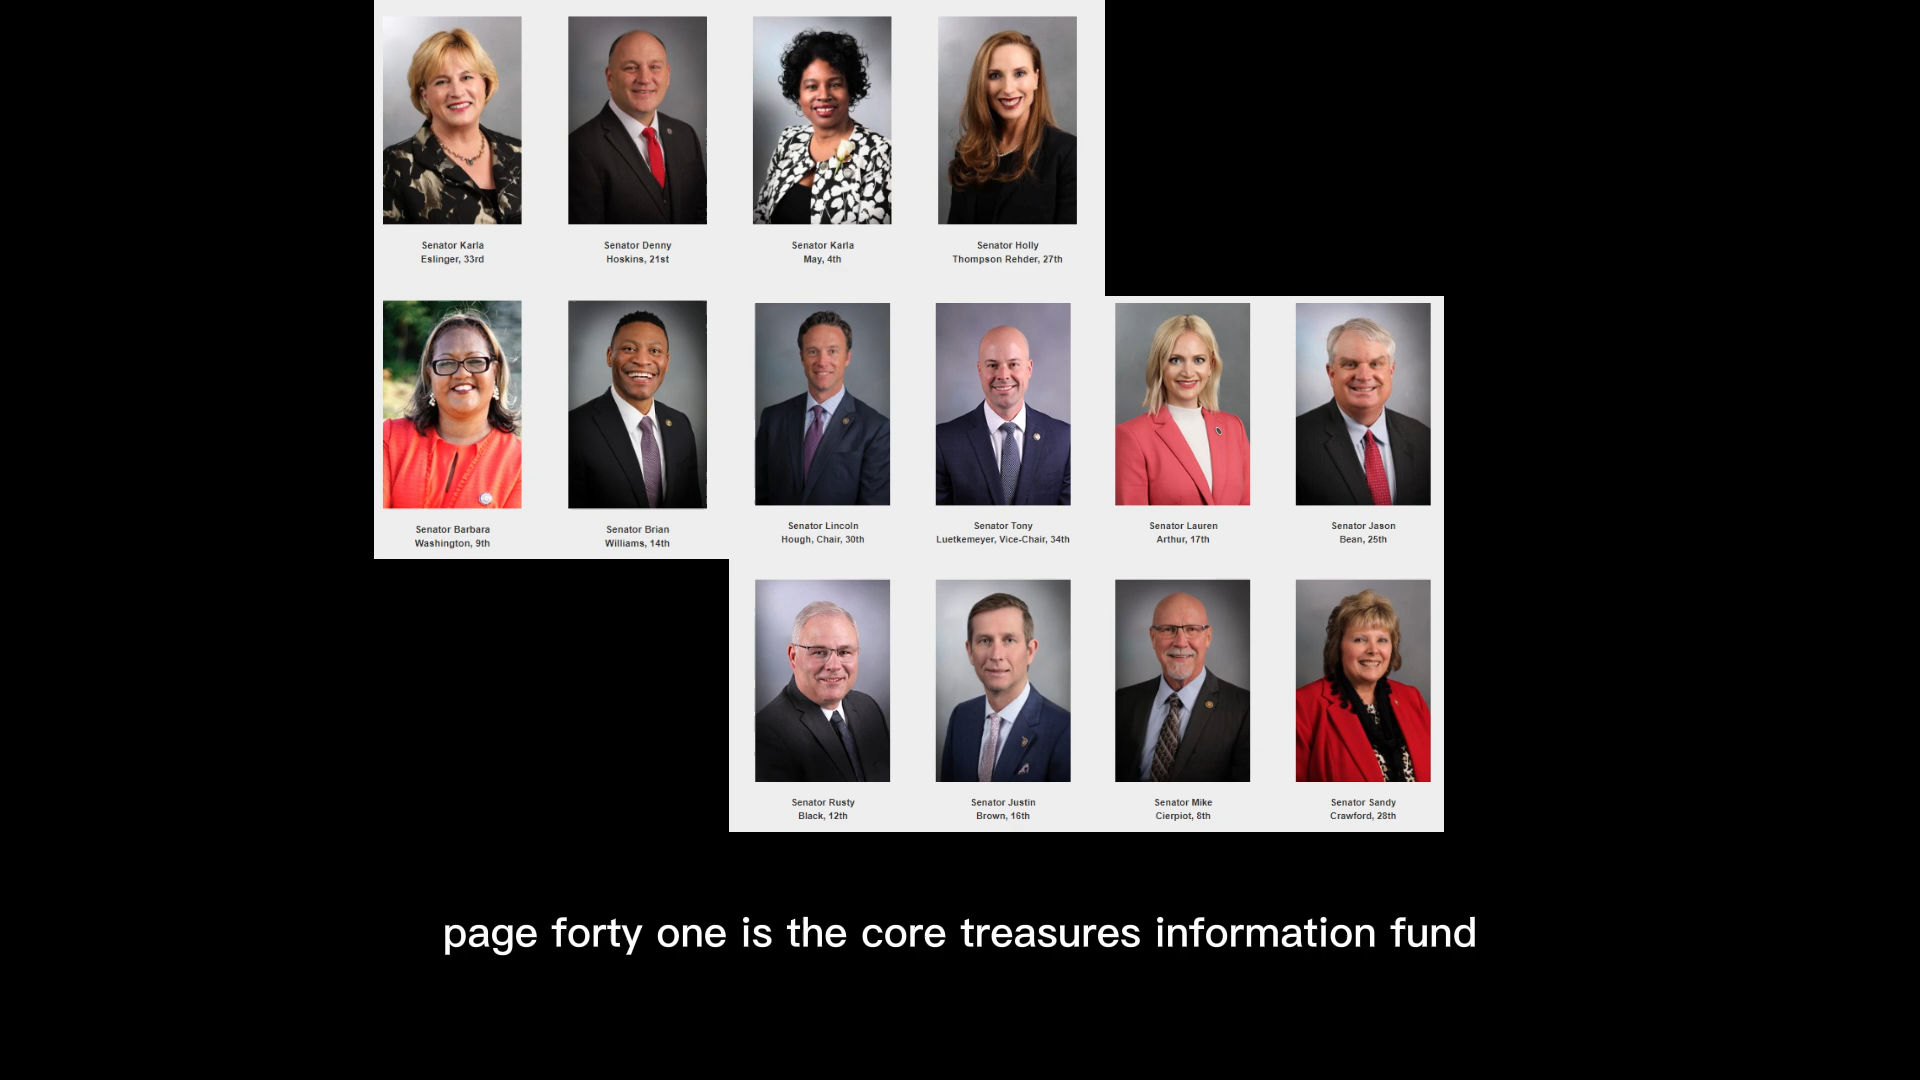 Senator Karla
Eslinger, 33rd
Senator Denny
Hoskins, 21st
Senator Karla
May, 4th
Senator Holly
Thompson Rehder, 27th
Senator Barbara
Washington, 9th
Senator Brian
Williams, 14th
Senator Lincoln
Hough, Chair, 30th
Senator Tony
Luetkemeyer, Vice-Chair, 34th
Senator Lauren
Arthur, 17th
Senator Jason
Bean, 25th
Senator Rusty
Black, 12th
Senator Justin
Brown, 16th
Senator Mike
Cierpiot, 8th
Senator Sandy
Crawford, 28th
page forty one is the core treasures information fund